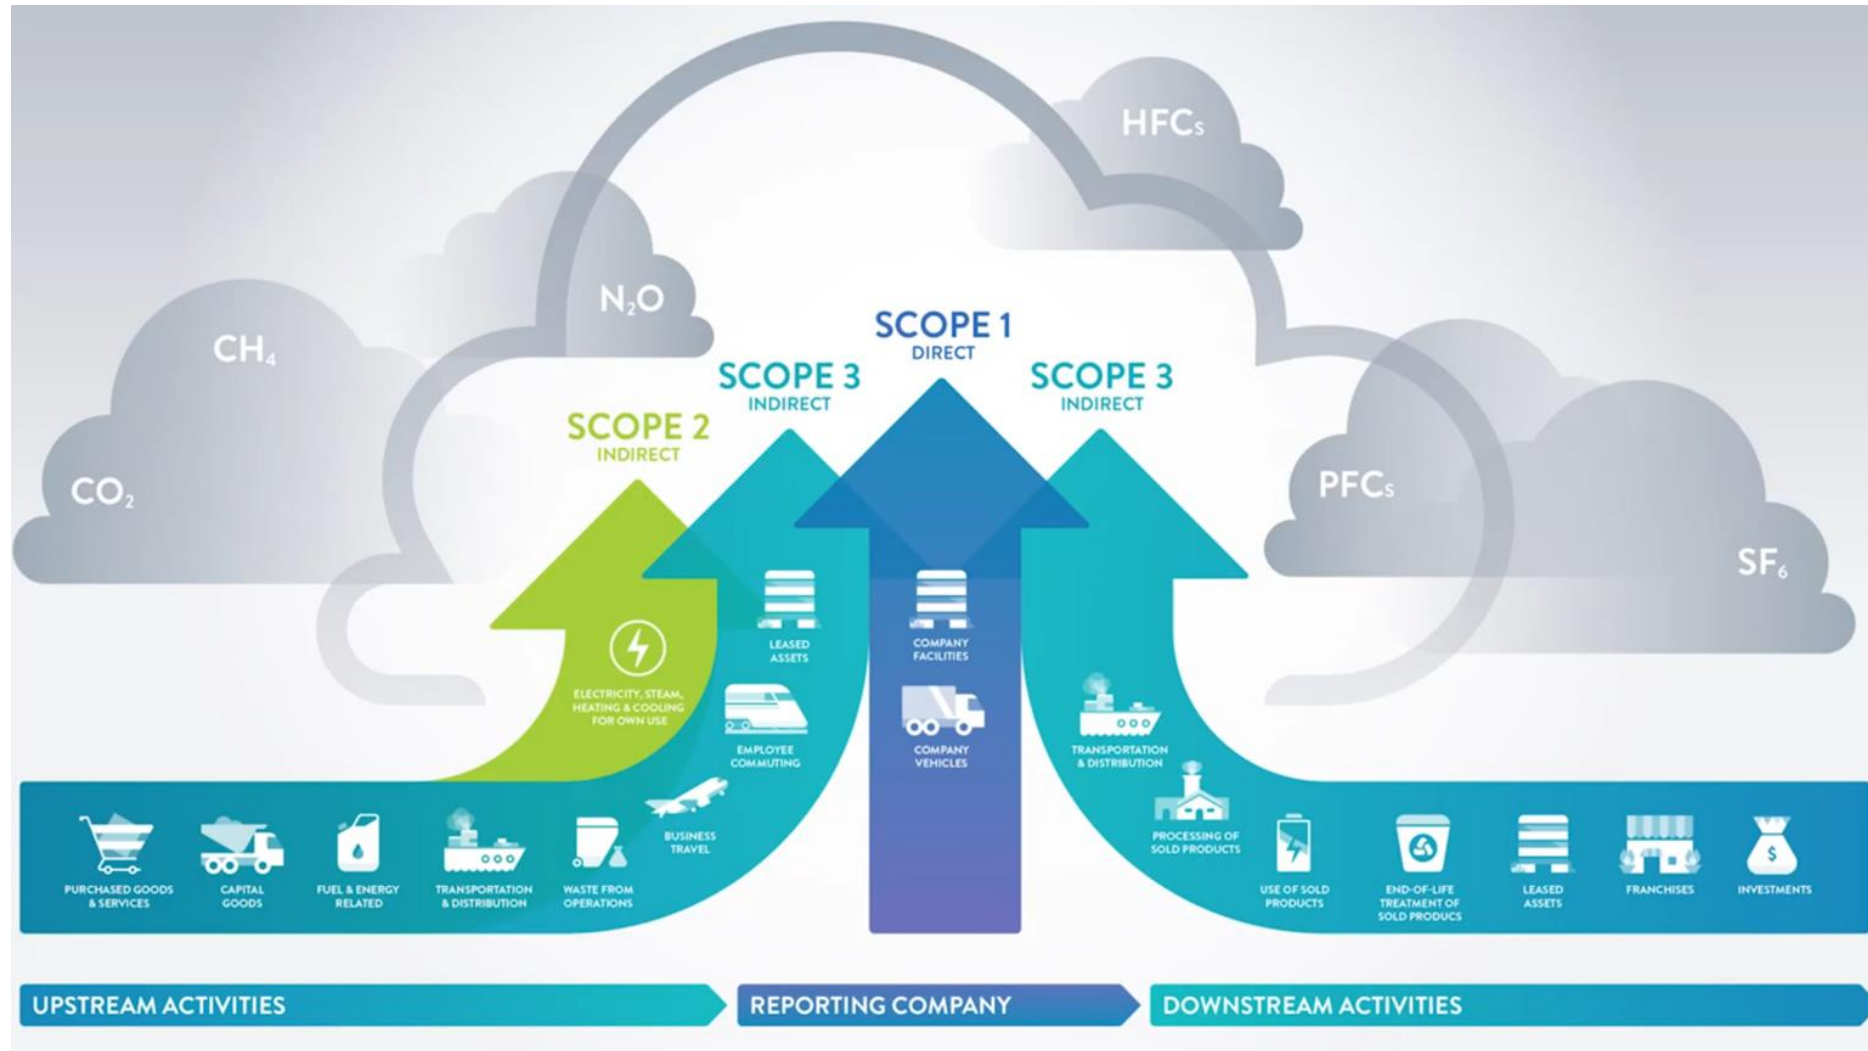 HFCs
N₂O
CH₄
CO₂
PFCs
SF₆
SCOPE 2
INDIRECT
SCOPE 3
INDIRECT
SCOPE 1
DIRECT
SCOPE 3
INDIRECT
ELECTRICITY, STEAM,
HEATING & COOLING
FOR OWN USE
LEASED
ASSETS
EMPLOYEE
COMMUTING
BUSINESS
TRAVEL
COMPANY
FACILITIES
COMPANY
VEHICLES
TRANSPORTATION
& DISTRIBUTION
PROCESSING OF
SOLD PRODUCTS
PURCHASED GOODS
& SERVICES
CAPITAL
GOODS
FUEL & ENERGY
RELATED
TRANSPORTATION
& DISTRIBUTION
WASTE FROM
OPERATIONS
USE OF SOLD
PRODUCTS
END-OF-LIFE
TREATMENT OF
SOLD PRODUCS
LEASED
ASSETS
FRANCHISES
$
INVESTMENTS
UPSTREAM ACTIVITIES
REPORTING COMPANY
DOWNSTREAM ACTIVITIES